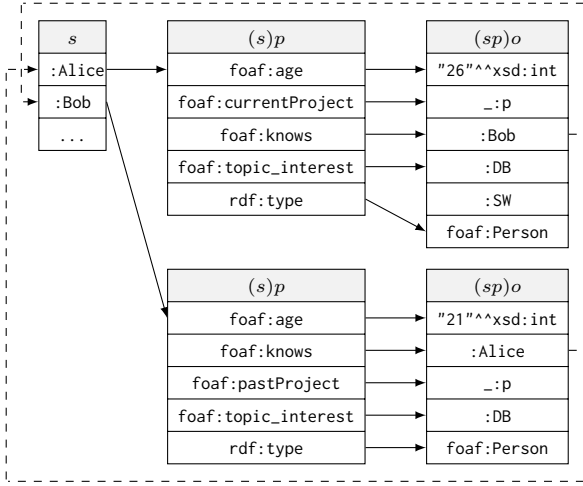 s (s)p (sp)o
:Alice foaf:age "26"^^xsd:int
:Bob foaf:currentProject _:p
... foaf:knows :Bob
foaf:topic_interest :DB
rdf:type :SW
foaf:Person
(s)p (sp)o
foaf:age "21"^^xsd:int
foaf:knows :Alice
foaf:pastProject _:p
foaf:topic_interest :DB
rdf:type foaf:Person